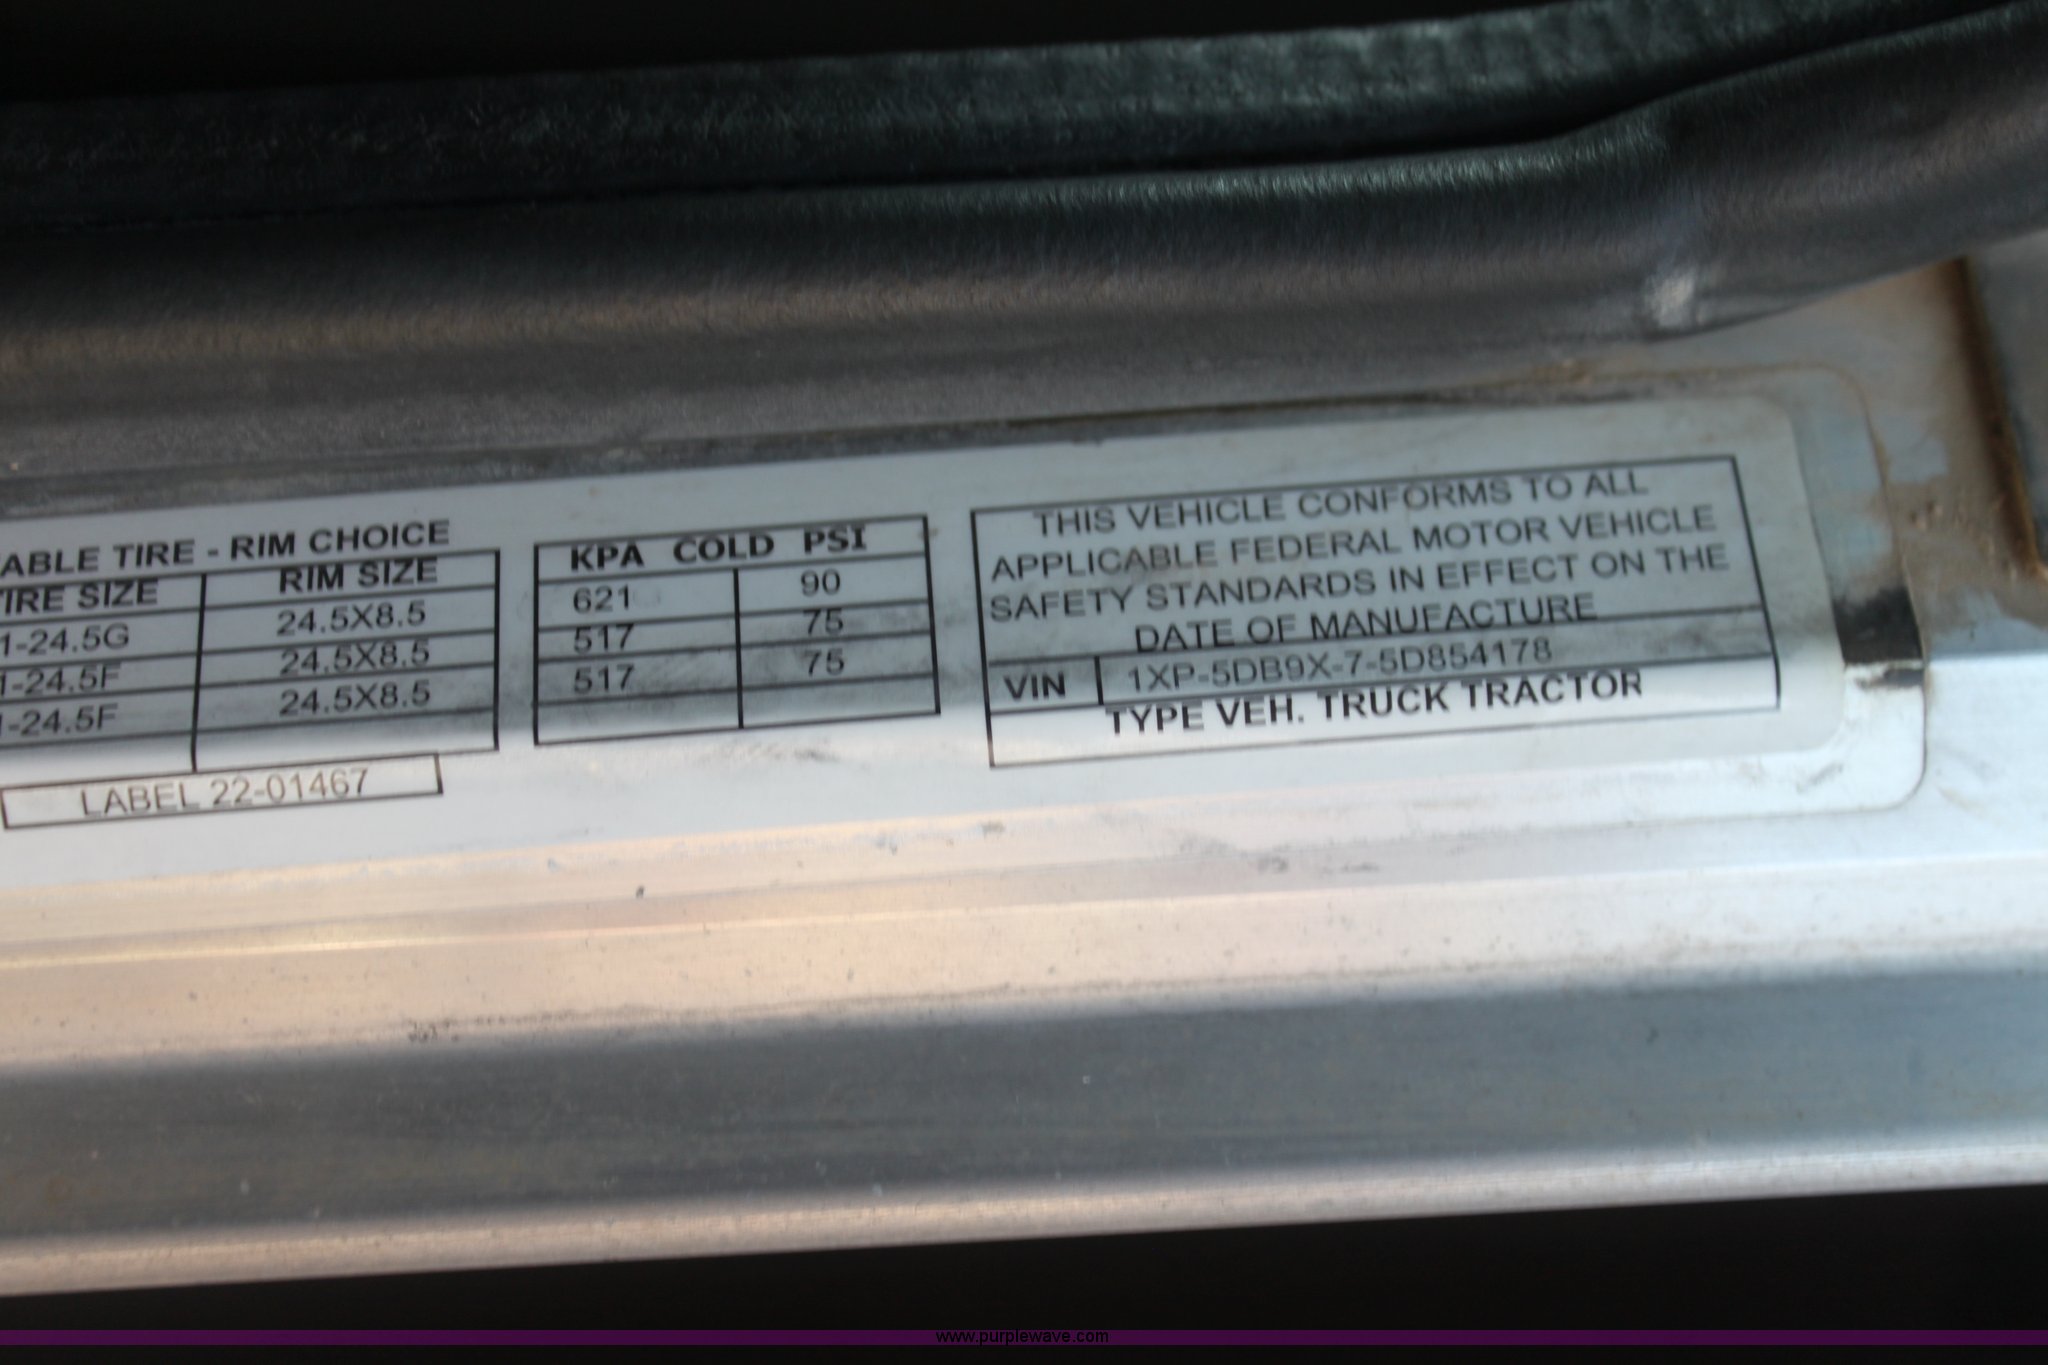 ABLE TIRE - RIM CHOICE
TIRE SIZE RIM SIZE
1-24.5G 24.5X8.5
1-24.5F 24.5X8.5
1-24.5F 24.5X8.5
LABEL 22-01467
KPA COLD PSI
621 90
517 75
517 75
THIS VEHICLE CONFORMS TO ALL
APPLICABLE FEDERAL MOTOR VEHICLE
SAFETY STANDARDS IN EFFECT ON THE
DATE OF MANUFACTURE
VIN 1XP-5DB9X-7-5D854178
TYPE VEH. TRUCK TRACTOR
www.purplewave.com